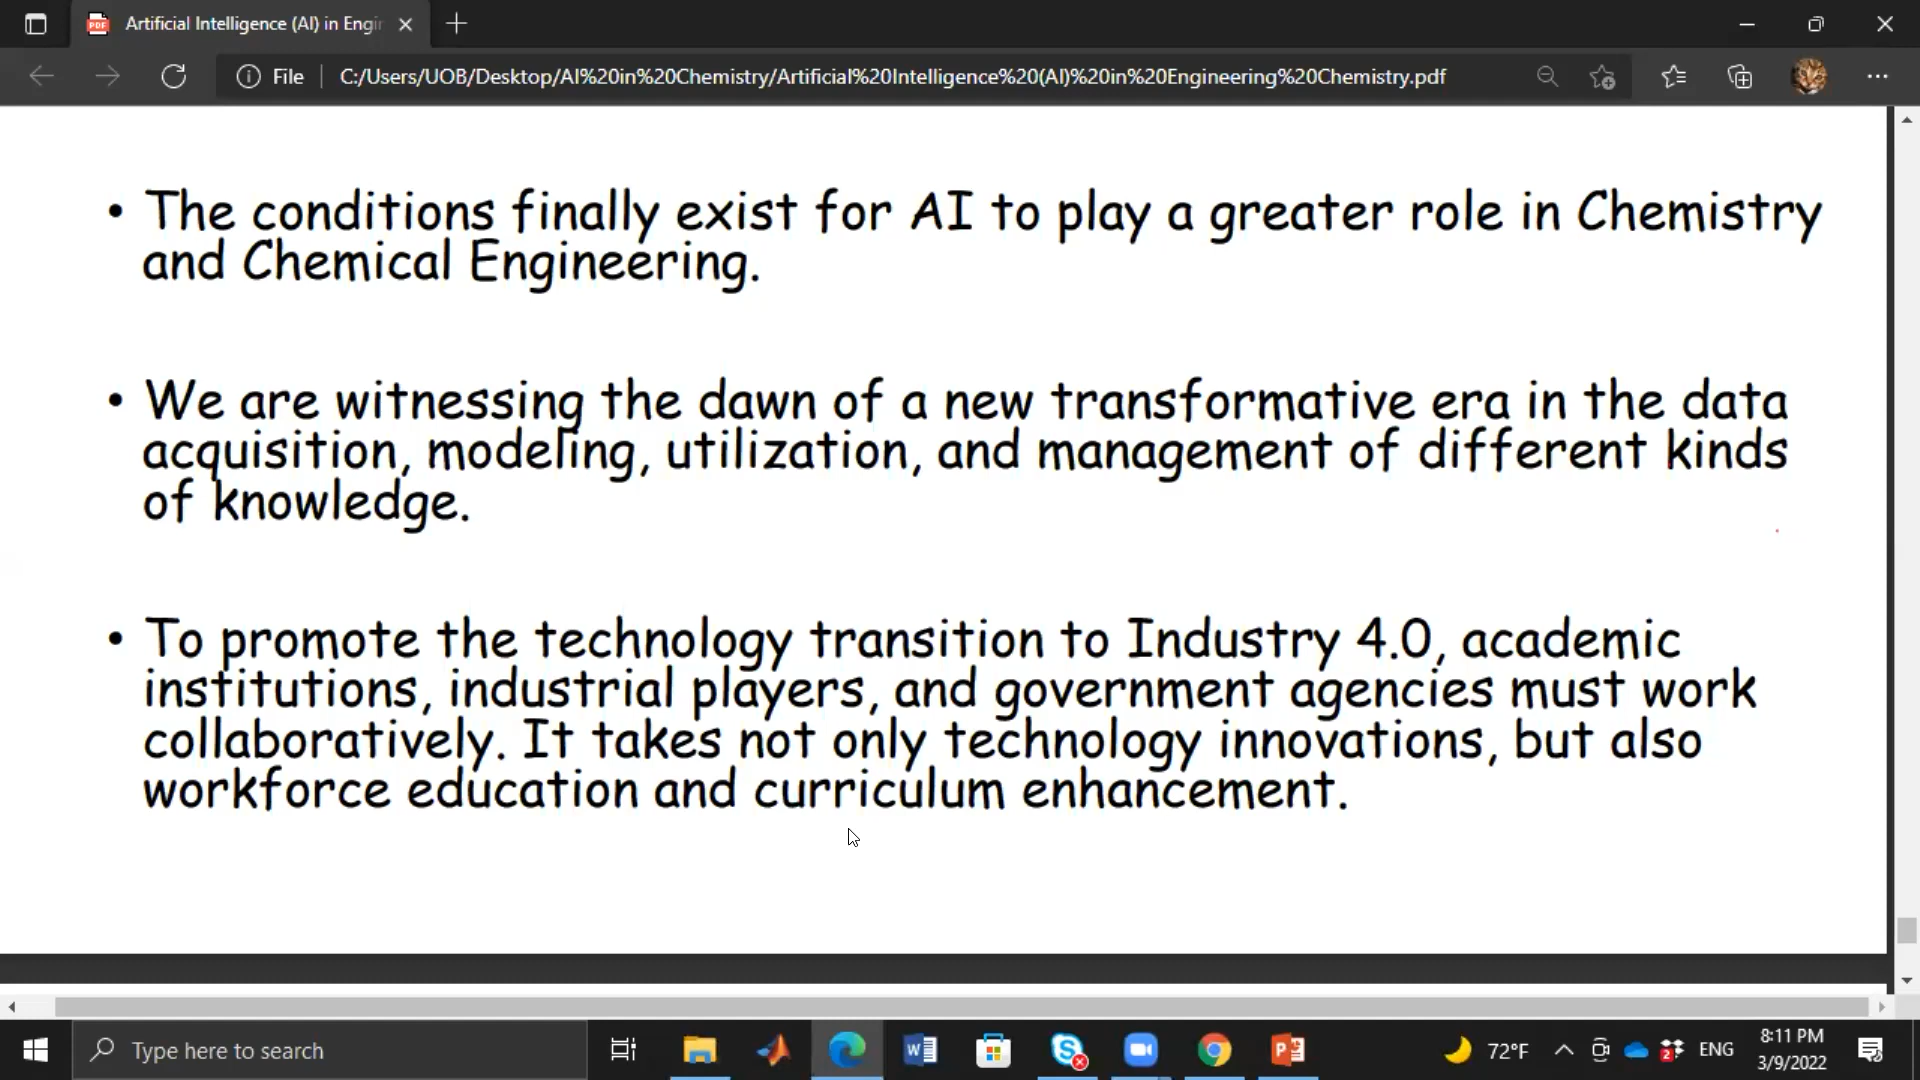 Artificial Intelligence (AI) in Engin
File
C:/Users/UOB/Desktop/AI%20in%20Chemistry/Artificial%20Intelligence%20(AI)%20in%20Engineering%20Chemistry.pdf
• The conditions finally exist for AI to play a greater role in Chemistry
and Chemical Engineering.
• We are witnessing the dawn of a new transformative era in the data
acquisition, modeling, utilization, and management of different kinds
of knowledge.
• To promote the technology transition to Industry 4.0, academic
institutions, industrial players, and government agencies must work
collaboratively. It takes not only technology innovations, but also
workforce education and curriculum enhancement.
Type here to search
72°F
ENG
8:11 PM
3/9/2022